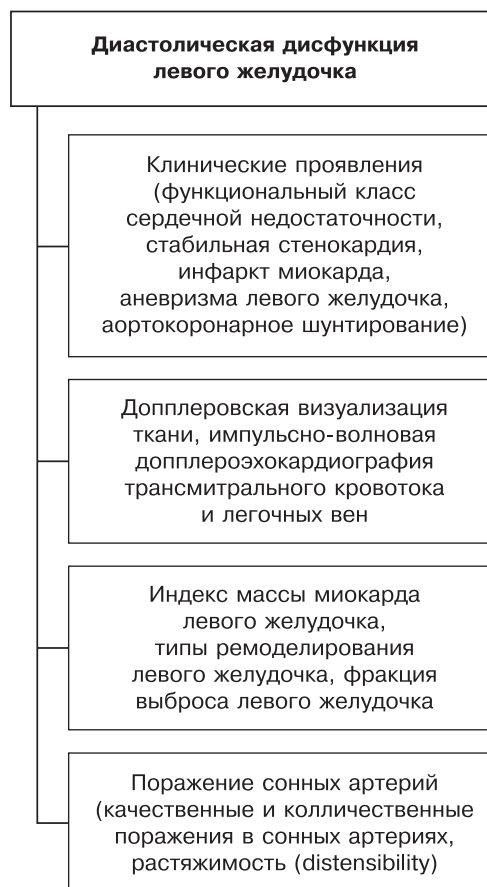 Диастолическая дисфункция
левого желудочка
Клинические проявления
(функциональный класс
сердечной недостаточности,
стабильная стенокардия,
инфаркт миокарда,
аневризма левого желудочка,
аортокоронарное шунтирование)
Допплеровская визуализация
ткани, импульсно-волновая
допплероэхокардиография
трансмитрального кровотока
и легочных вен
Индекс массы миокарда
левого желудочка,
типы ремоделирования
левого желудочка, фракция
выброса левого желудочка
Поражение сонных артерий
(качественные и колличественные
поражения в сонных артериях,
растяжимость (distensibility)